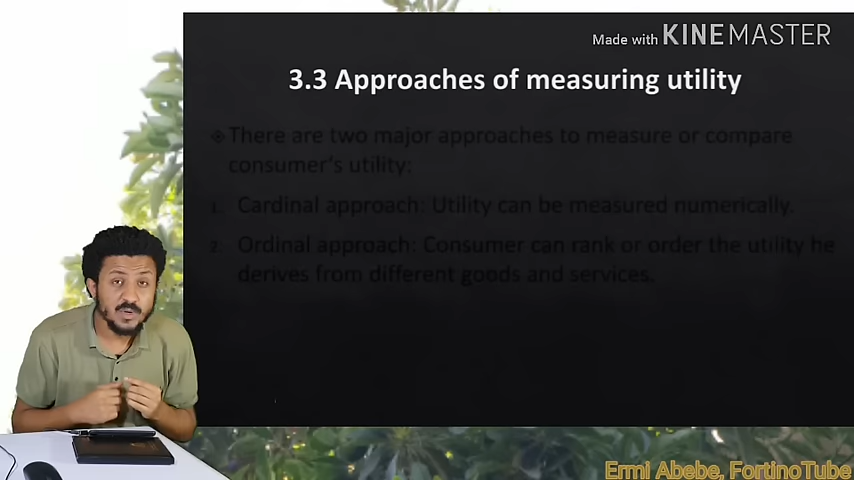 Made with KINEMASTER
3.3 Approaches of measuring utility
There are two major approaches to measure or compare
consumer's utility:
1. Cardinal approach: Utility can be measured numerically.
2. Ordinal approach: Consumer can rank or order the utility he
derives from different goods and services.
Ermi Abebe, FortinoTube